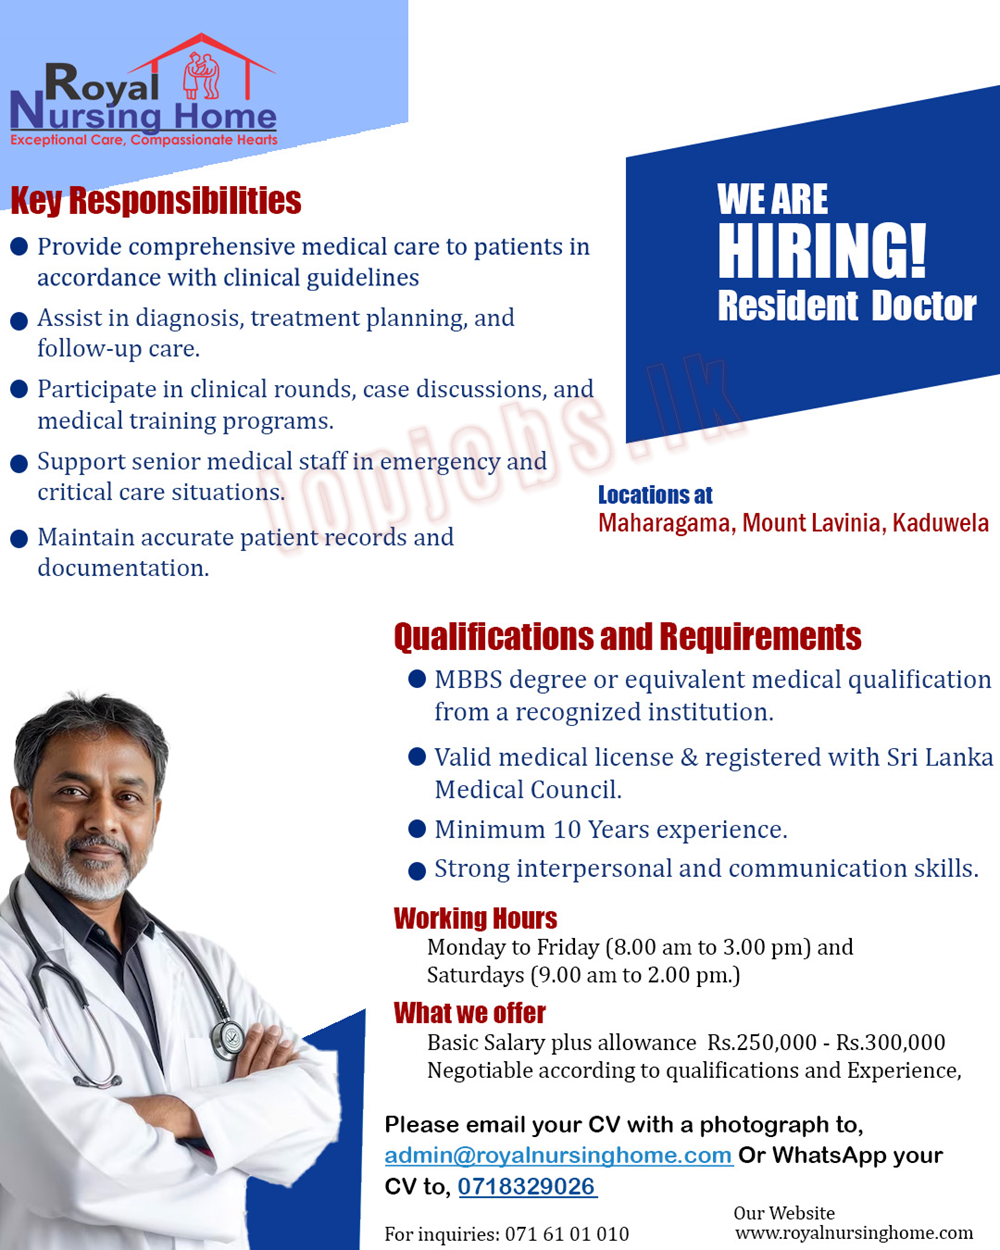 Royal
Nursing Home
Exceptional Care, Compassionate Hearts
WE ARE
HIRING!
Resident Doctor
Key Responsibilities
Provide comprehensive medical care to patients in
accordance with clinical guidelines
Assist in diagnosis, treatment planning, and
follow-up care.
Participate in clinical rounds, case discussions, and
medical training programs.
Support senior medical staff in emergency and
critical care situations.
Maintain accurate patient records and
documentation.
topjobs.lk
Locations at
Maharagama, Mount Lavinia, Kaduwela
Qualifications and Requirements
MBBS degree or equivalent medical qualification
from a recognized institution.
Valid medical license & registered with Sri Lanka
Medical Council.
Minimum 10 Years experience.
Strong interpersonal and communication skills.
Working Hours
Monday to Friday (8.00 am to 3.00 pm) and
Saturdays (9.00 am to 2.00 pm.)
What we offer
Basic Salary plus allowance Rs.250,000 - Rs.300,000
Negotiable according to qualifications and Experience,
Please email your CV with a photograph to,
admin@royalnursinghome.com Or WhatsApp your
CV to, 0718329026
For inquiries: 071 61 01 010
Our Website
www.royalnursinghome.com